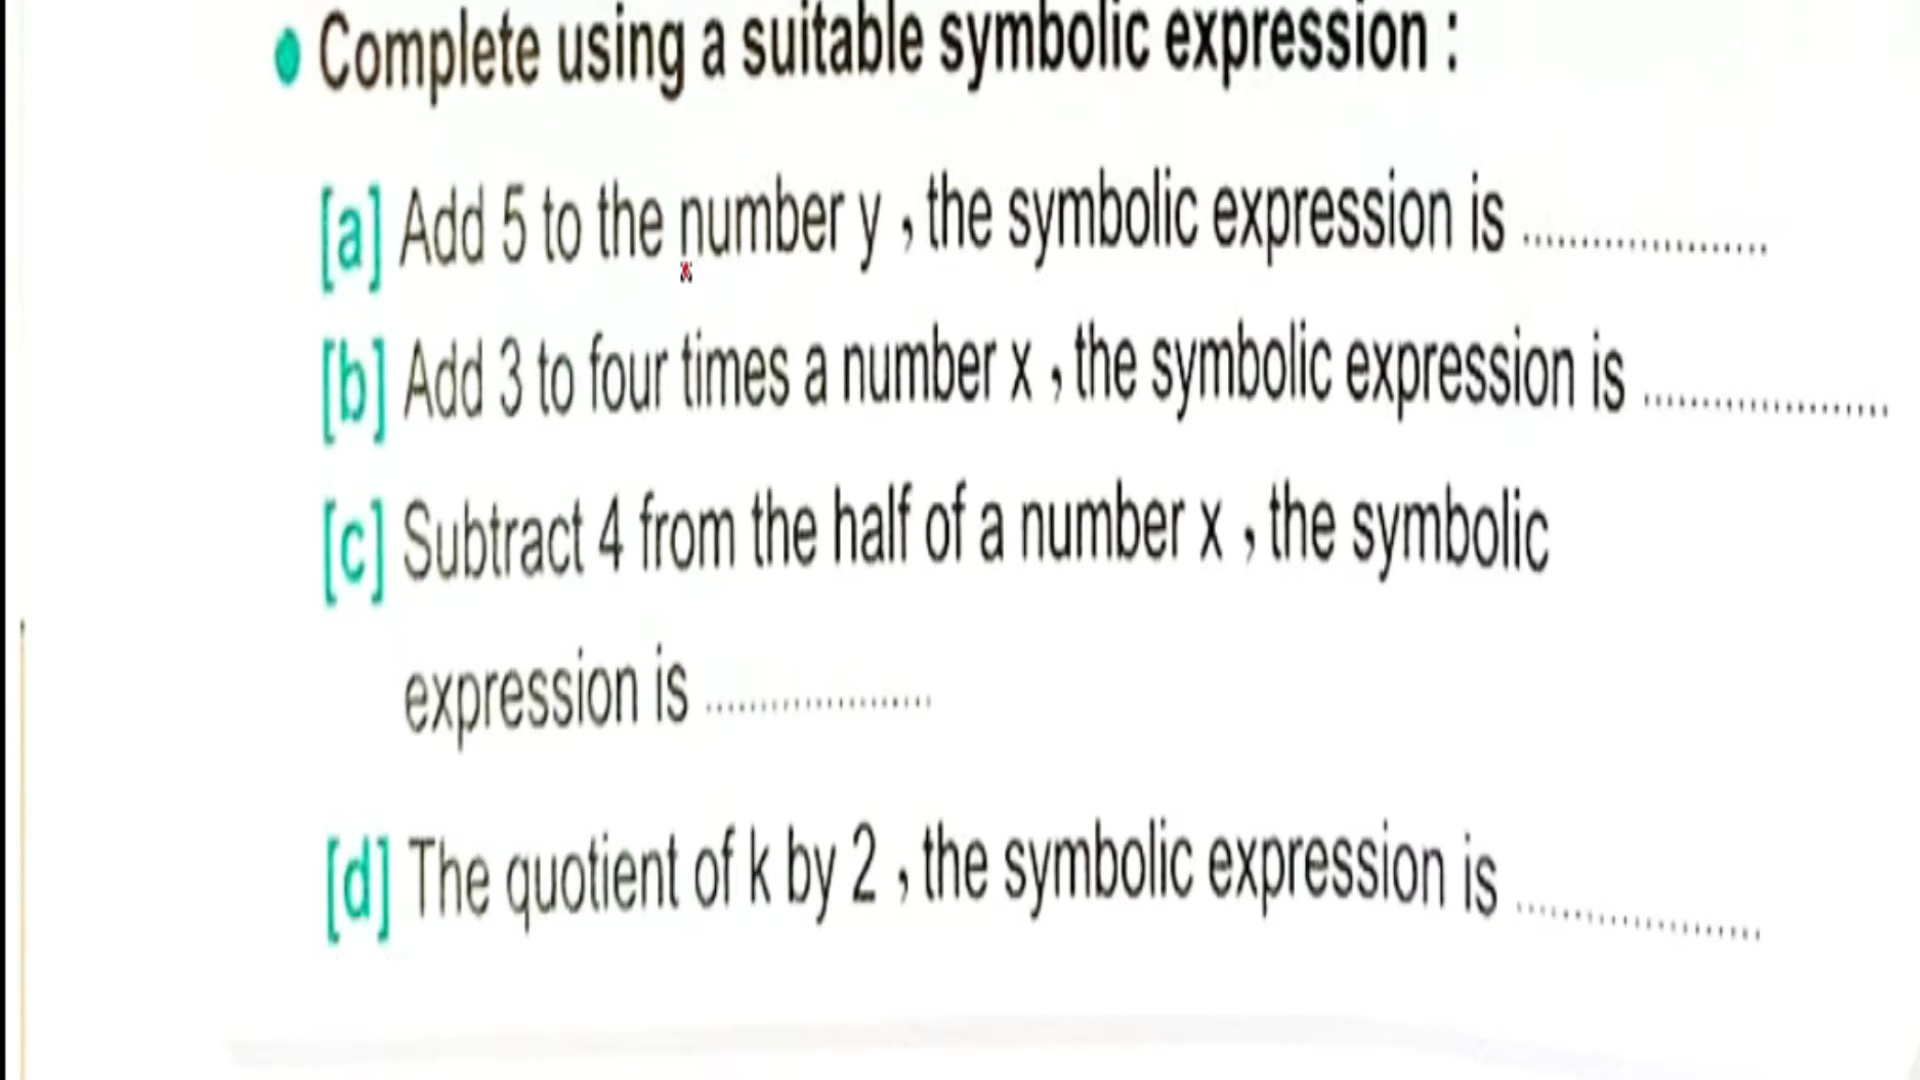 • Complete using a suitable symbolic expression :
[a] Add 5 to the number y , the symbolic expression is ....................
[b] Add 3 to four times a number x , the symbolic expression is ....................
[c] Subtract 4 from the half of a number x , the symbolic
expression is ....................
[d] The quotient of k by 2 , the symbolic expression is ....................